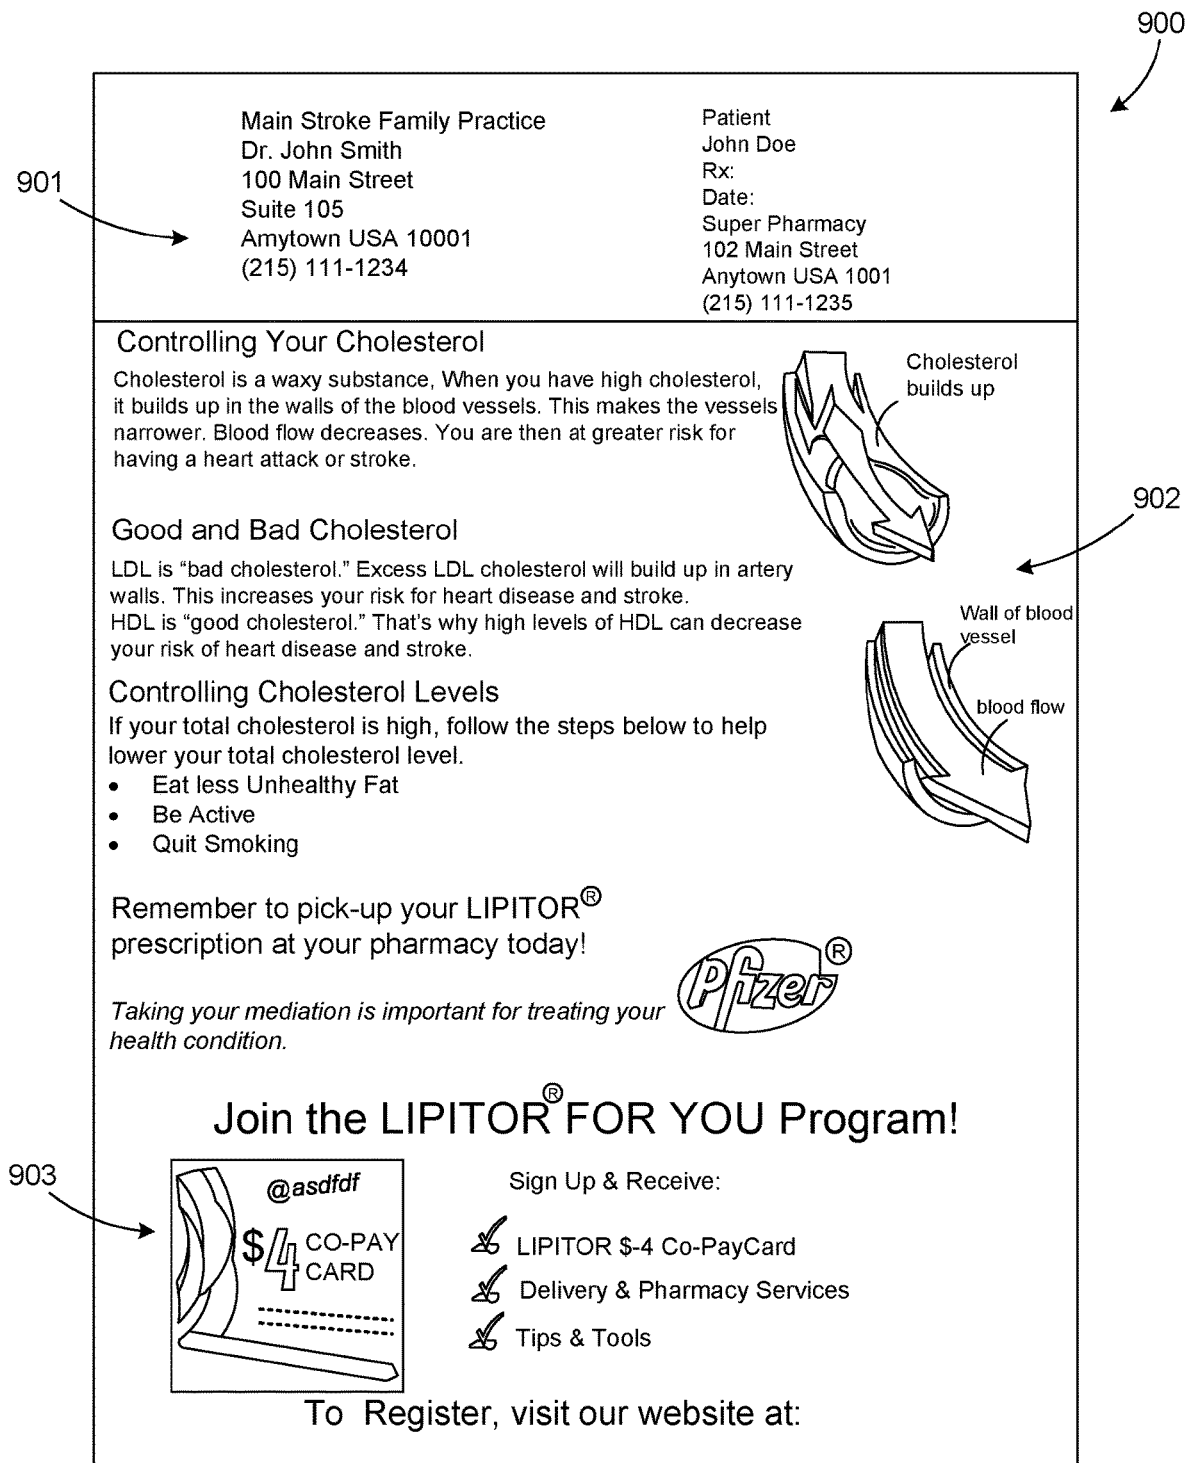 900
901
Main Stroke Family Practice
Dr. John Smith
100 Main Street
Suite 105
Amytown USA 10001
(215) 111-1234
Patient
John Doe
Rx:
Date:
Super Pharmacy
102 Main Street
Anytown USA 1001
(215) 111-1235
Controlling Your Cholesterol
Cholesterol is a waxy substance, When you have high cholesterol,
it builds up in the walls of the blood vessels. This makes the vessels
narrower. Blood flow decreases. You are then at greater risk for
having a heart attack or stroke.
Cholesterol
builds up
902
Good and Bad Cholesterol
LDL is “bad cholesterol.” Excess LDL cholesterol will build up in artery
walls. This increases your risk for heart disease and stroke.
HDL is “good cholesterol.” That’s why high levels of HDL can decrease
your risk of heart disease and stroke.
Wall of blood
vessel
blood flow
Controlling Cholesterol Levels
If your total cholesterol is high, follow the steps below to help
lower your total cholesterol level.
• Eat less Unhealthy Fat
• Be Active
• Quit Smoking
Remember to pick-up your LIPITOR®
prescription at your pharmacy today!
Pfizer ®
Taking your mediation is important for treating your
health condition.
Join the LIPITOR® FOR YOU Program!
903
@asdfdf
$4 CO-PAY
CARD
Sign Up & Receive:
LIPITOR $-4 Co-PayCard
Delivery & Pharmacy Services
Tips & Tools
To Register, visit our website at: